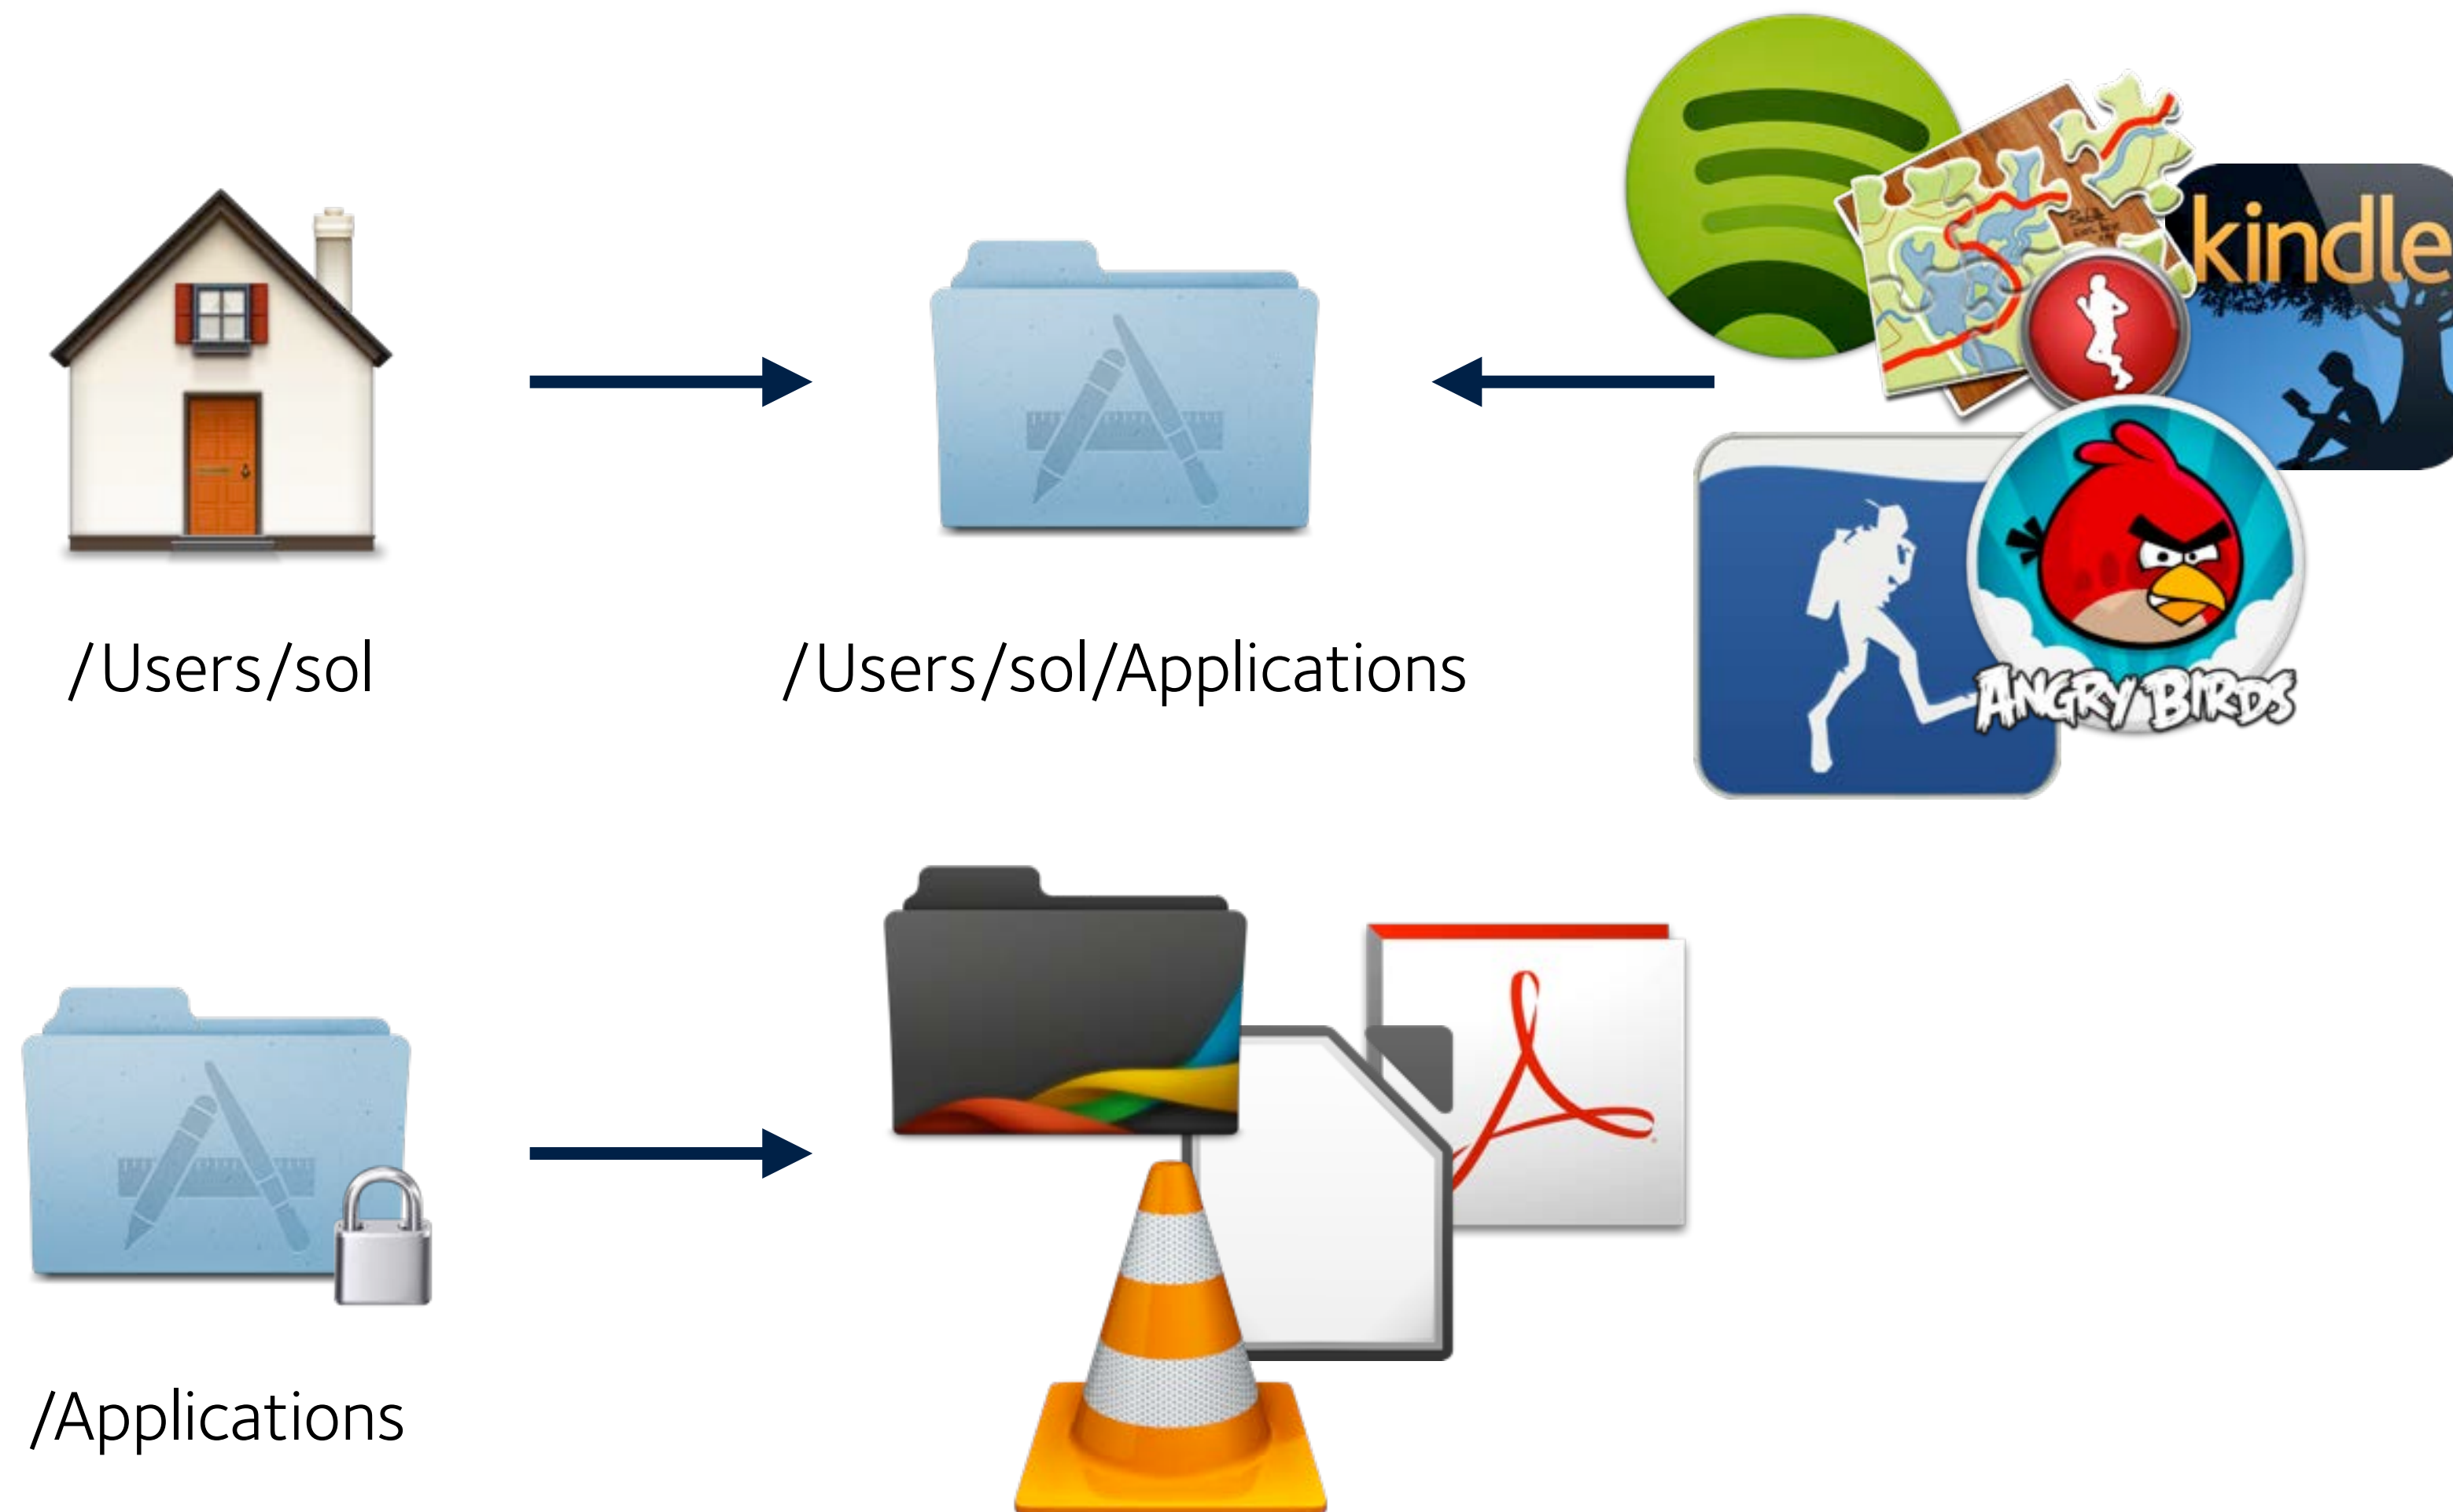 kindle
ANGRY BIRDS
/Users/sol
/Users/sol/Applications
/Applications